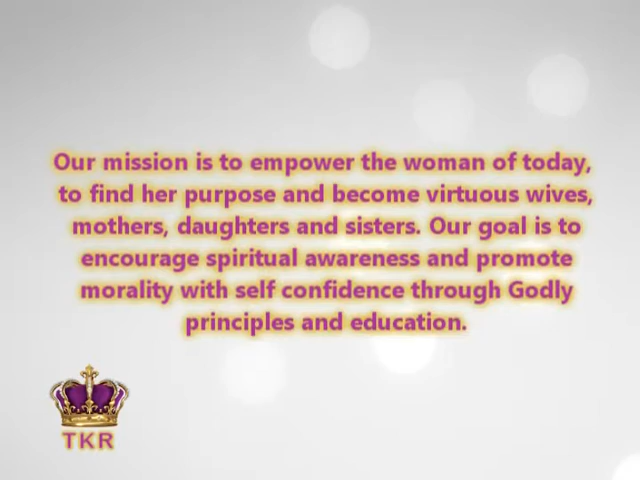 Our mission is to empower the woman of today,
to find her purpose and become virtuous wives,
mothers, daughters and sisters. Our goal is to
encourage spiritual awareness and promote
morality with self confidence through Godly
principles and education.
TKR